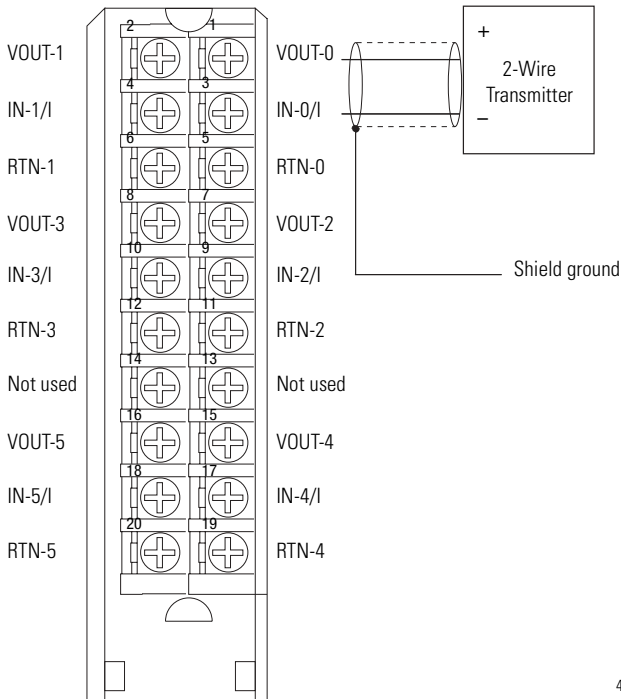 2 1
VOUT-1 VOUT-0 +
2-Wire
Transmitter
4 3
IN-1/I IN-0/I –
6 5
RTN-1 RTN-0
8 7
VOUT-3 VOUT-2
10 9
IN-3/I IN-2/I Shield ground
12 11
RTN-3 RTN-2
14 13
Not used Not used
16 15
VOUT-5 VOUT-4
18 17
IN-5/I IN-4/I
20 19
RTN-5 RTN-4
4